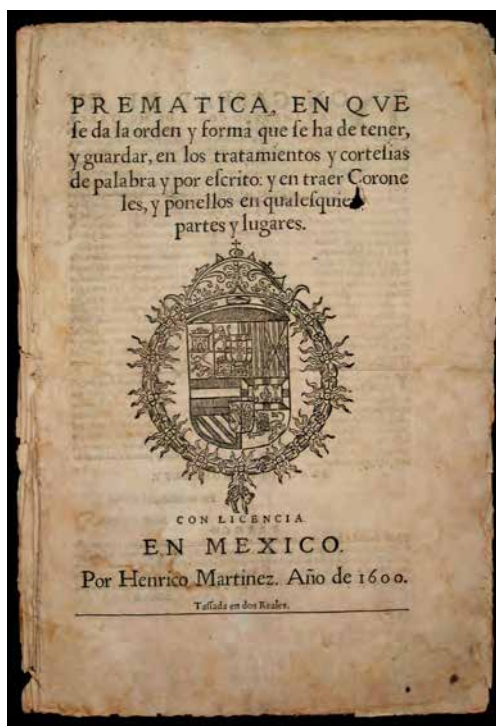 PREMATICA, EN QVE
ſe da la orden y forma que ſe ha de tener,
y guardar, en los tratamientos y corteſias
de palabra y por eſcrito: y en traer Corone
les, y ponellos en qualeſquier
partes y lugares.
CON LICENCIA
EN MEXICO.
Por Henrico Martinez. Año de 1600.
Taſſada en dos Reales.